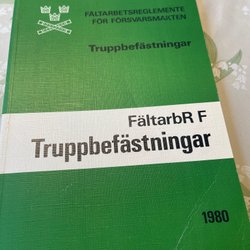 FÄLTARBETSREGLEMENTE
FÖR FÖRSVARSMAKTEN
Truppbefästningar
FältarbR F
Truppbefästningar
1980